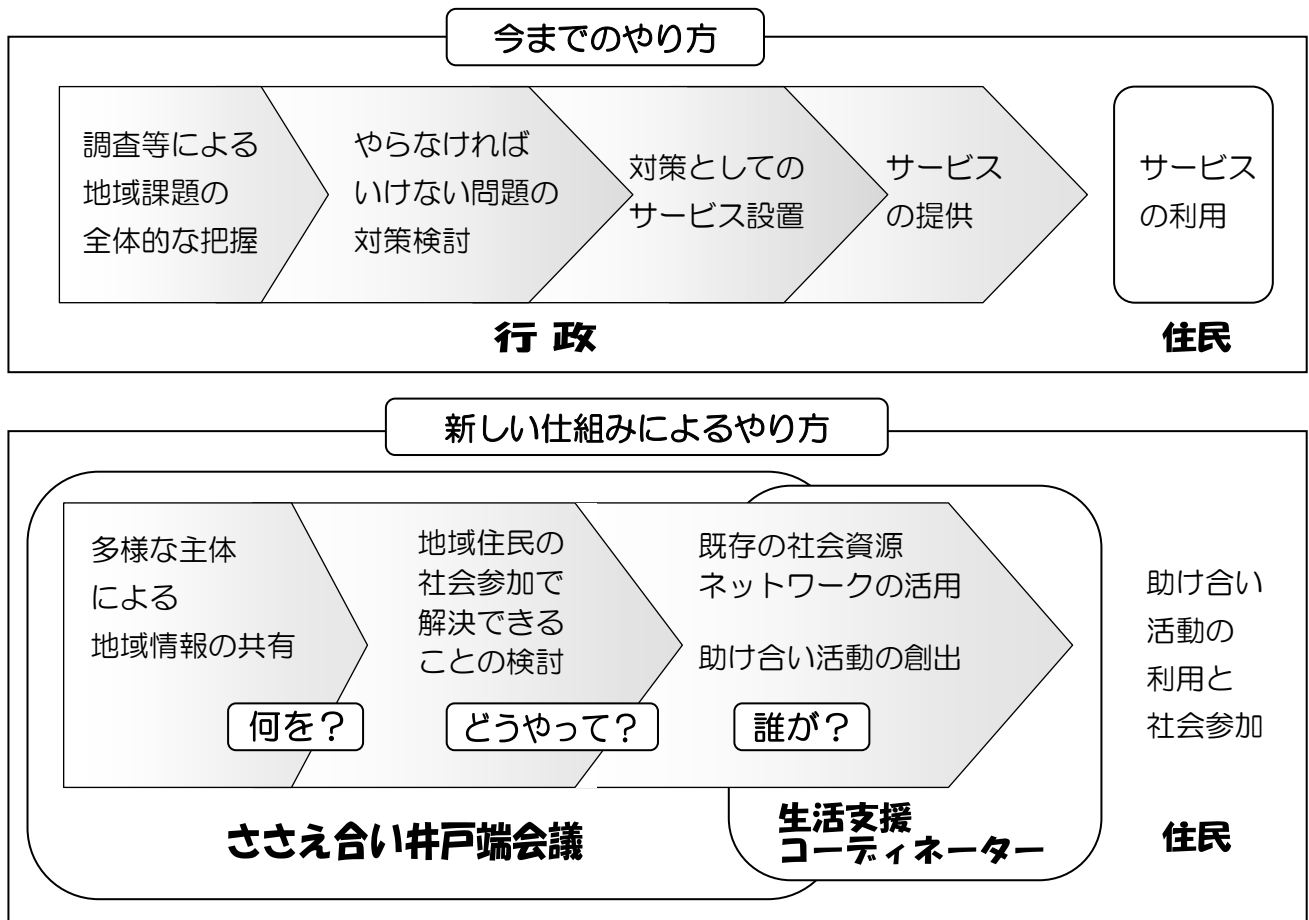 今までのやり方
調査等による
地域課題の
全体的な把握
やらなければ
いけない問題の
対策検討
対策としての
サービス設置
サービス
の提供
サービス
の利用
行 政
住民
新しい仕組みによるやり方
多様な主体
による
地域情報の共有
何を？
地域住民の
社会参加で
解決できる
ことの検討
どうやって？
既存の社会資源
ネットワークの活用
助け合い活動の創出
誰が？
助け合い
活動の
利用と
社会参加
ささえ合い井戸端会議
生活支援
コーディネーター
住民